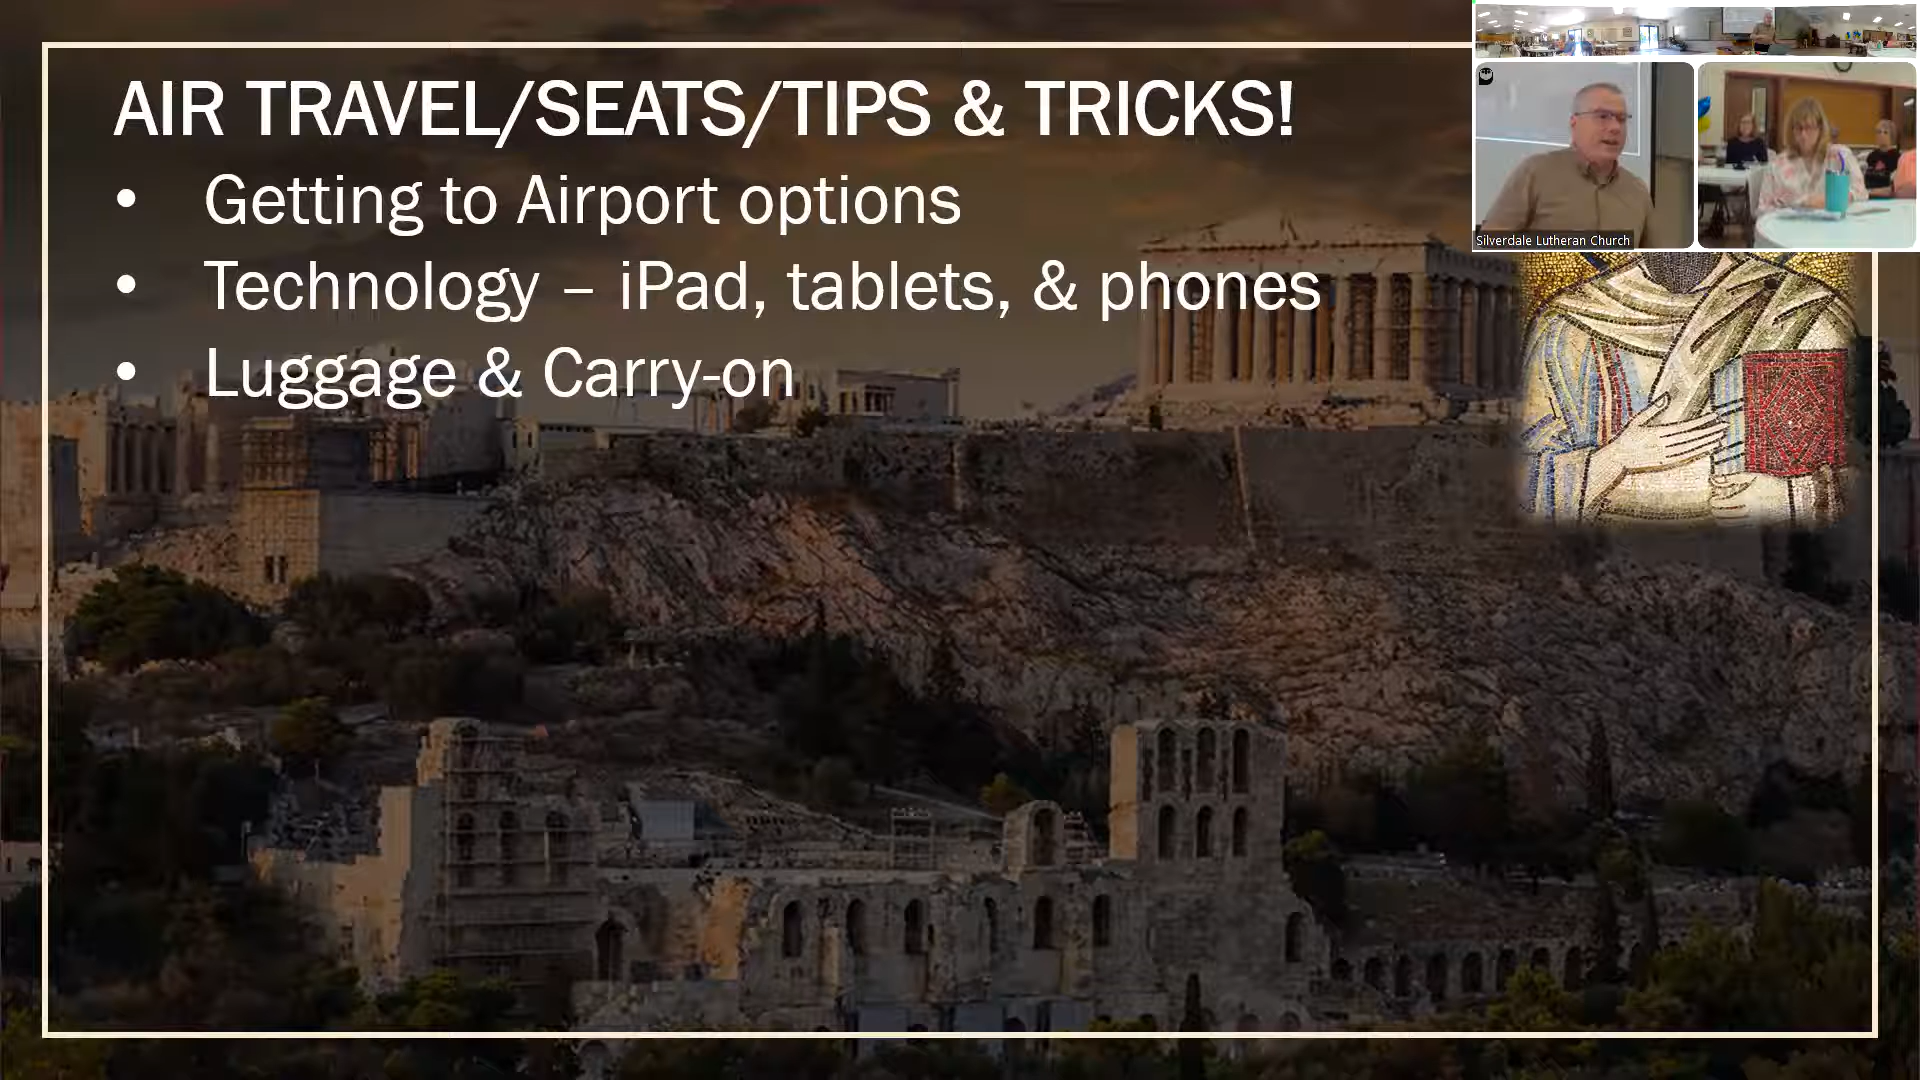 AIR TRAVEL/SEATS/TIPS & TRICKS!
• Getting to Airport options
• Technology – iPad, tablets, & phones
• Luggage & Carry-on
Silverdale Lutheran Church